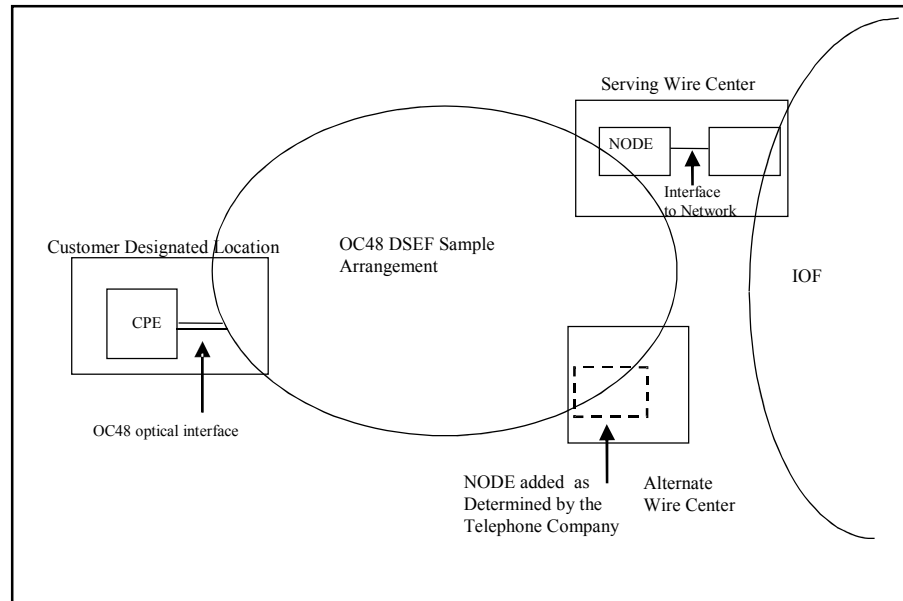 Serving Wire Center
NODE
Interface
to Network
Customer Designated Location
OC48 DSEF Sample
Arrangement
IOF
CPE
OC48 optical interface
NODE added as
Determined by the
Telephone Company
Alternate
Wire Center